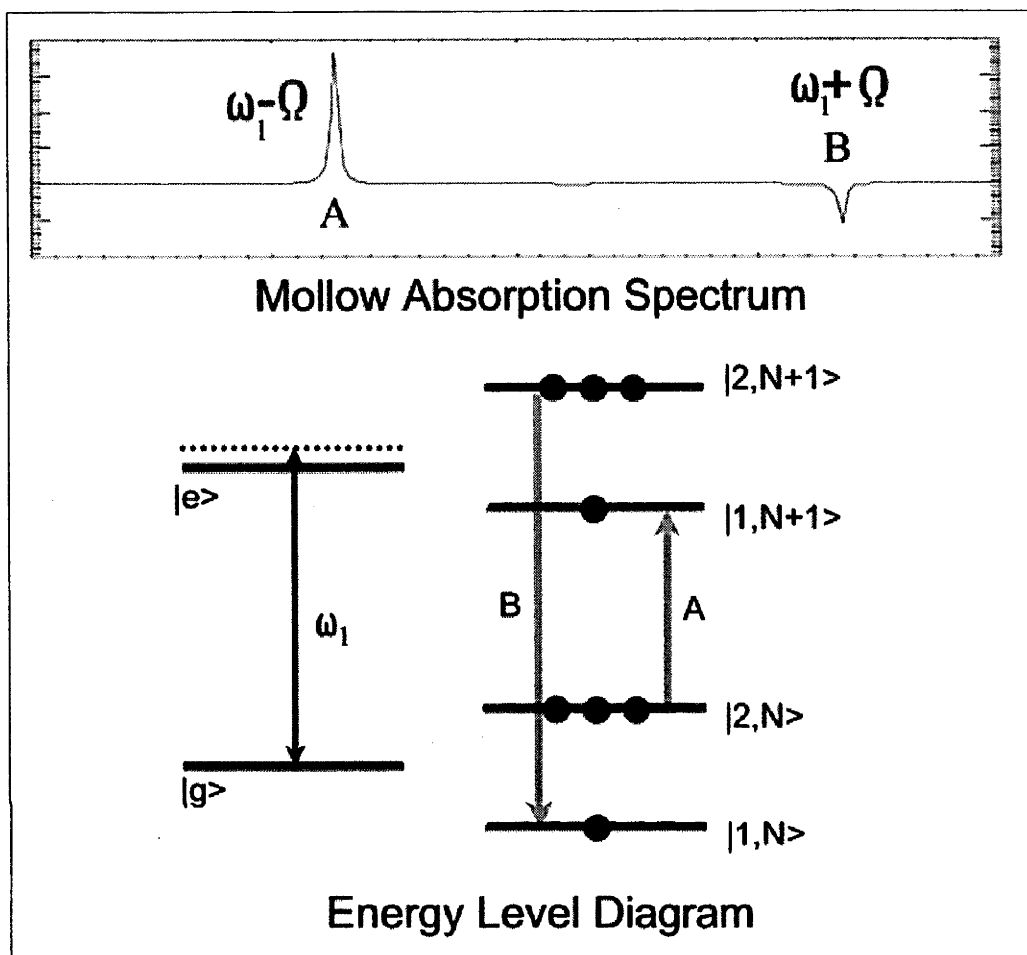 ω₁-Ω
ω₁+Ω
A
B
Mollow Absorption Spectrum
|2,N+1>
|e>
|1,N+1>
B
A
ω₁
|2,N>
|g>
|1,N>
Energy Level Diagram